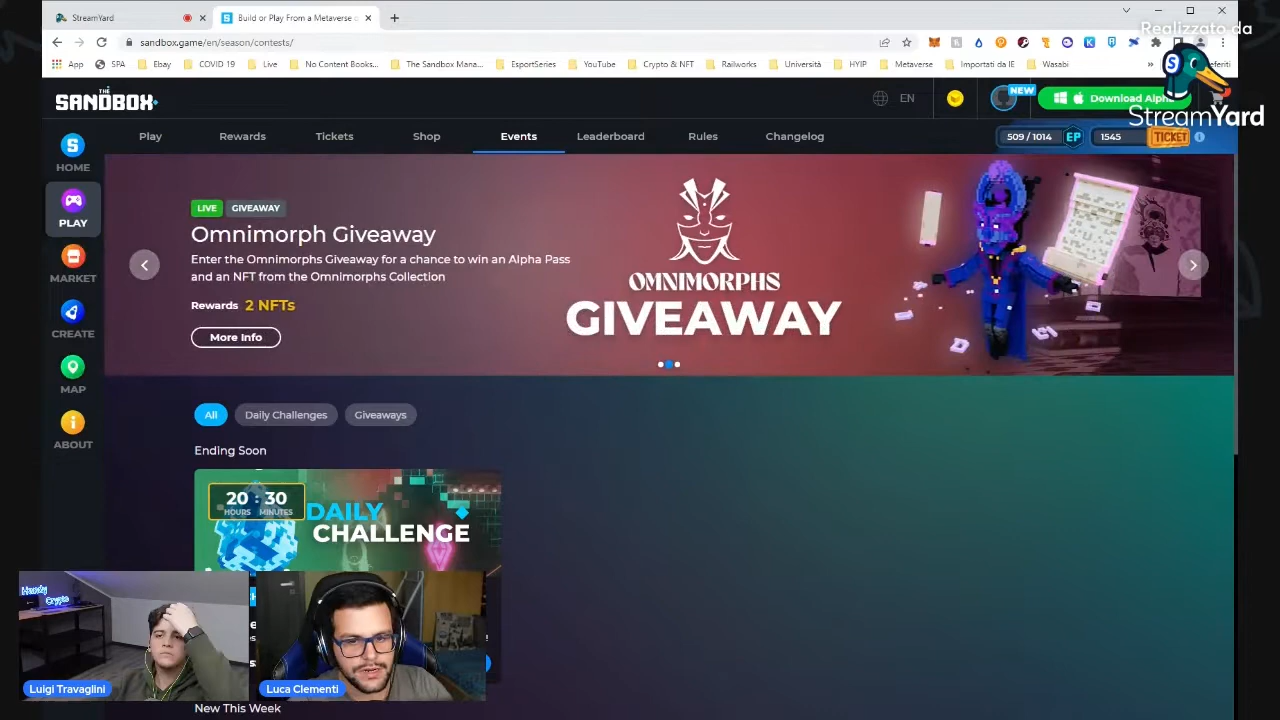 StreamYard
Build or Play From a Metaverse o
Realizzato da
sandbox.game/en/season/contests/
App
SPA
Ebay
COVID 19
Live
No Content Book...
The Sandbox Mana...
EsportSeries
YouTube
Crypto & NFT
Railworks
Università
HYIP
Metaverse
Importati da IE
Wasabi
StreamYard
THE
SANDBOX
EN
NEW
Download Alpha
Play
Rewards
Tickets
Shop
Events
Leaderboard
Rules
Changelog
509 / 1014
EP
1545
TICKET
HOME
PLAY
MARKET
CREATE
MAP
ABOUT
LIVE
GIVEAWAY
Omnimorph Giveaway
Enter the Omnimorphs Giveaway for a chance to win an Alpha Pass
and an NFT from the Omnimorphs Collection
Rewards 2 NFTs
More Info
OMNIMORPHS
GIVEAWAY
All
Daily Challenges
Giveaways
Ending Soon
20 : 30
HOURS MINUTES
DAILY
CHALLENGE
Handy
Crypto
Luigi Travaglini
Luca Clementi
New This Week